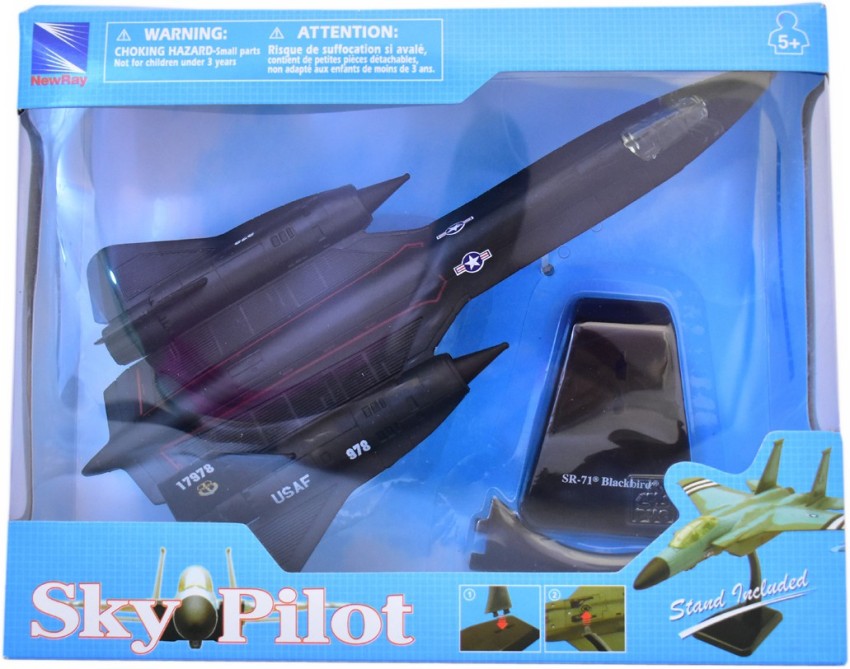 NewRay
WARNING:
CHOKING HAZARD-Small parts
Not for children under 3 years
ATTENTION:
Risque de suffocation si avalé,
contient de petites pièces détachables,
non adapté aux enfants de moins de 3 ans.
5+
17978
USAF
978
SR-71® Blackbird®
Sky Pilot
1
2
Stand Included